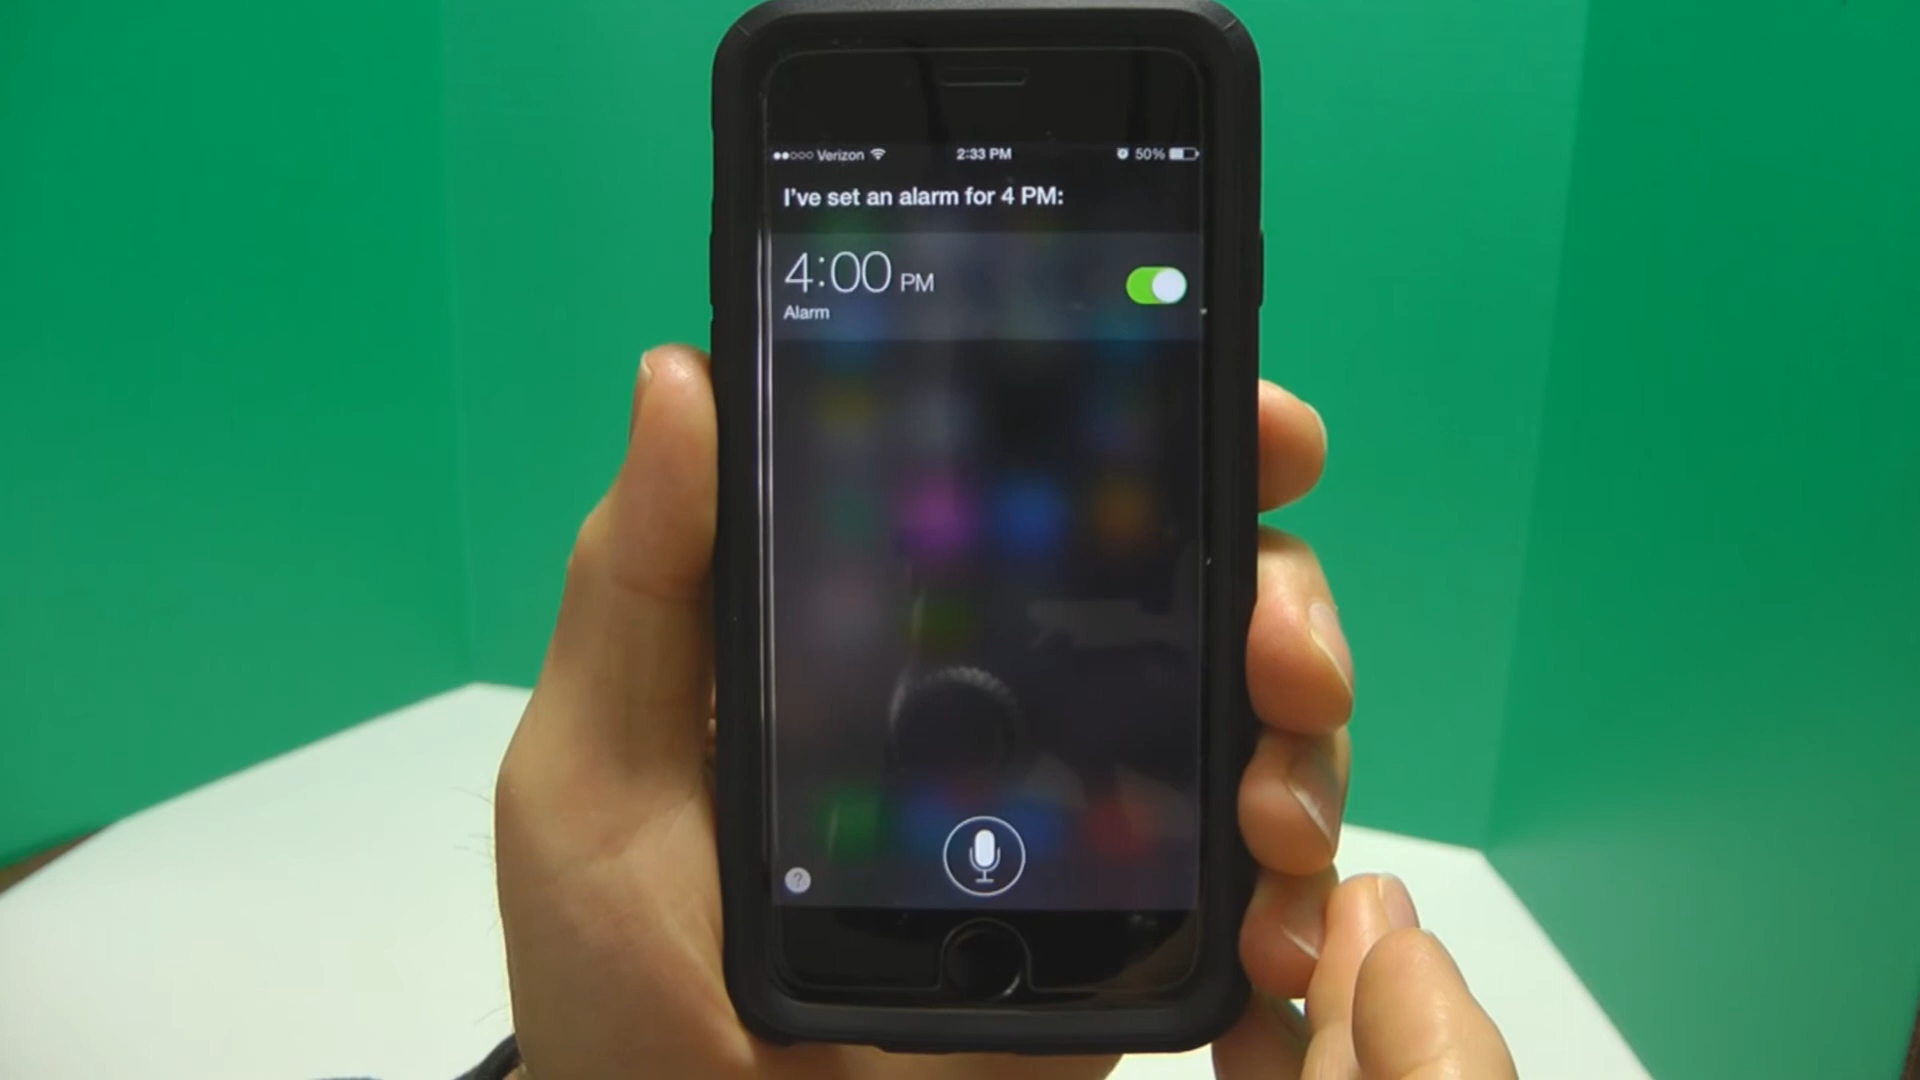 Verizon 2:33 PM 50%
I've set an alarm for 4 PM:
4:00 PM
Alarm
?